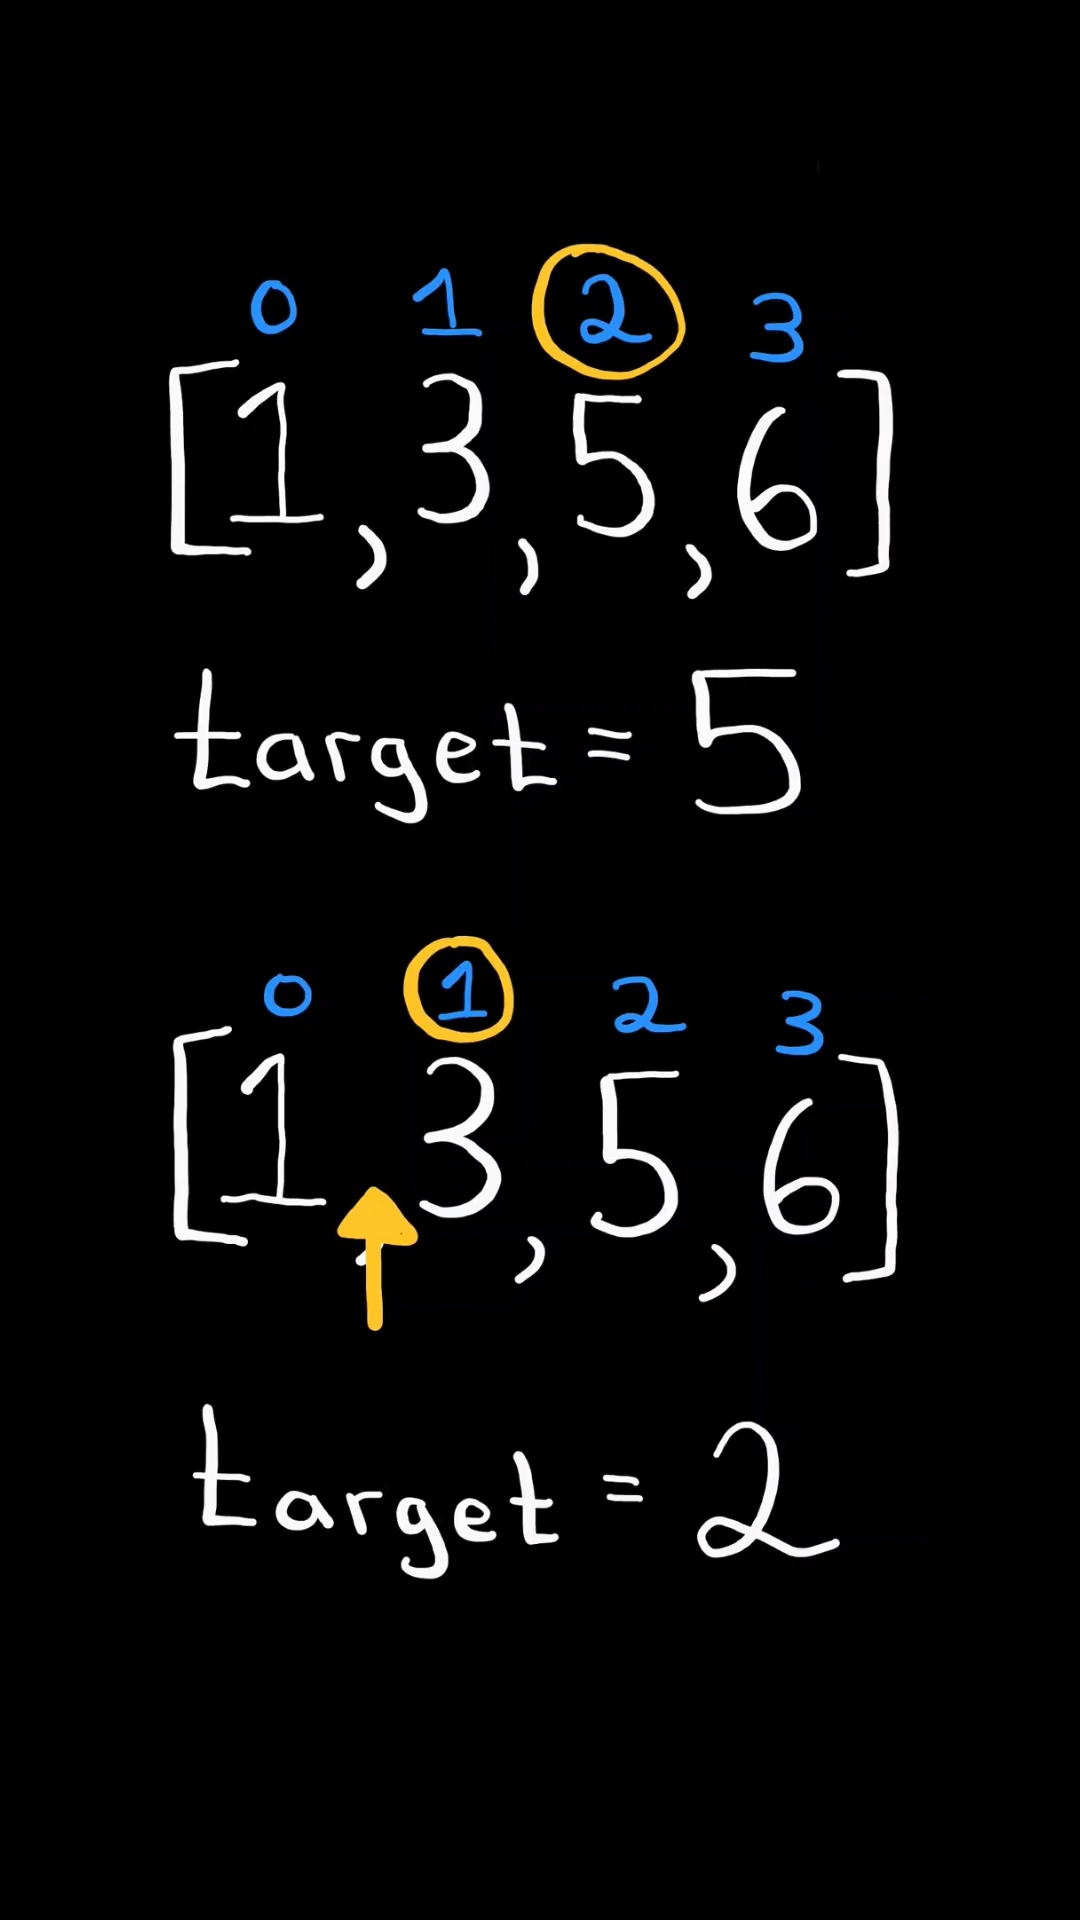 0 1 2 3
[1, 3, 5, 6]
target = 5
0 1 2 3
[1, 3, 5, 6]
target = 2